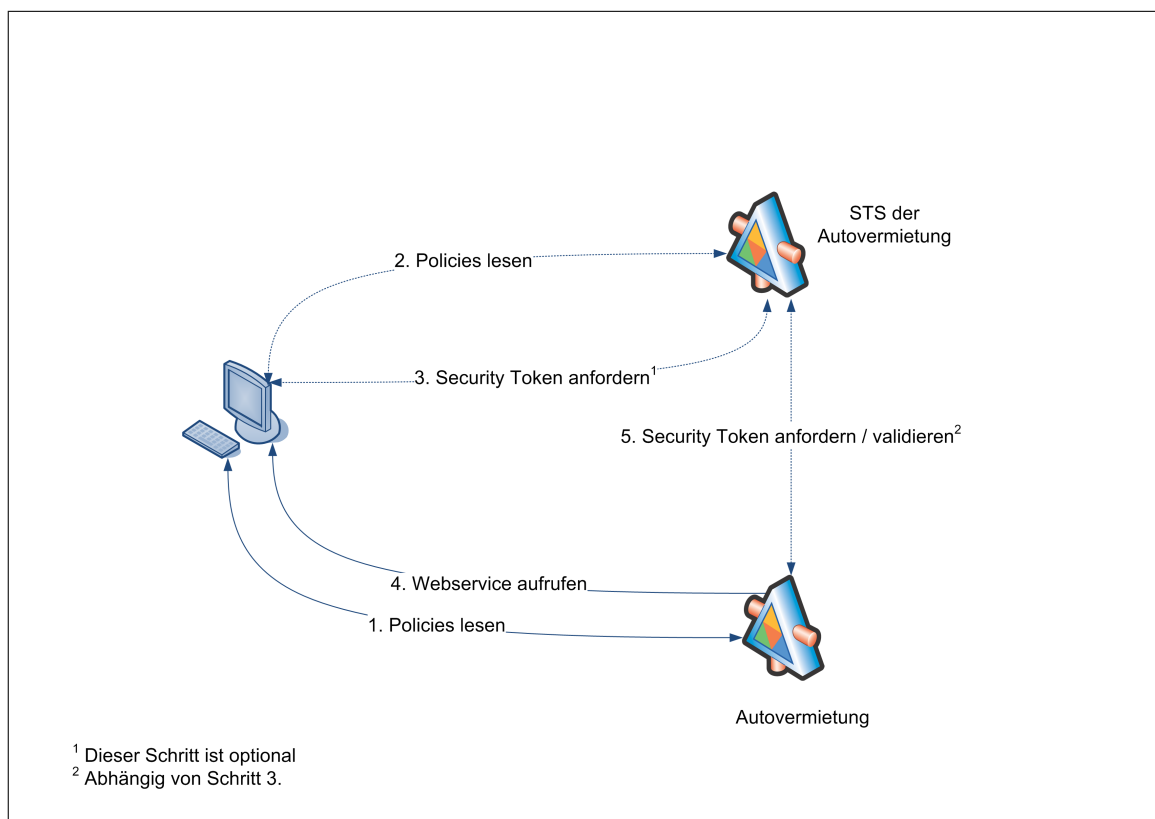 STS der
Autovermietung
2. Policies lesen
3. Security Token anfordern¹
5. Security Token anfordern / validieren²
4. Webservice aufrufen
1. Policies lesen
Autovermietung
¹ Dieser Schritt ist optional
² Abhängig von Schritt 3.